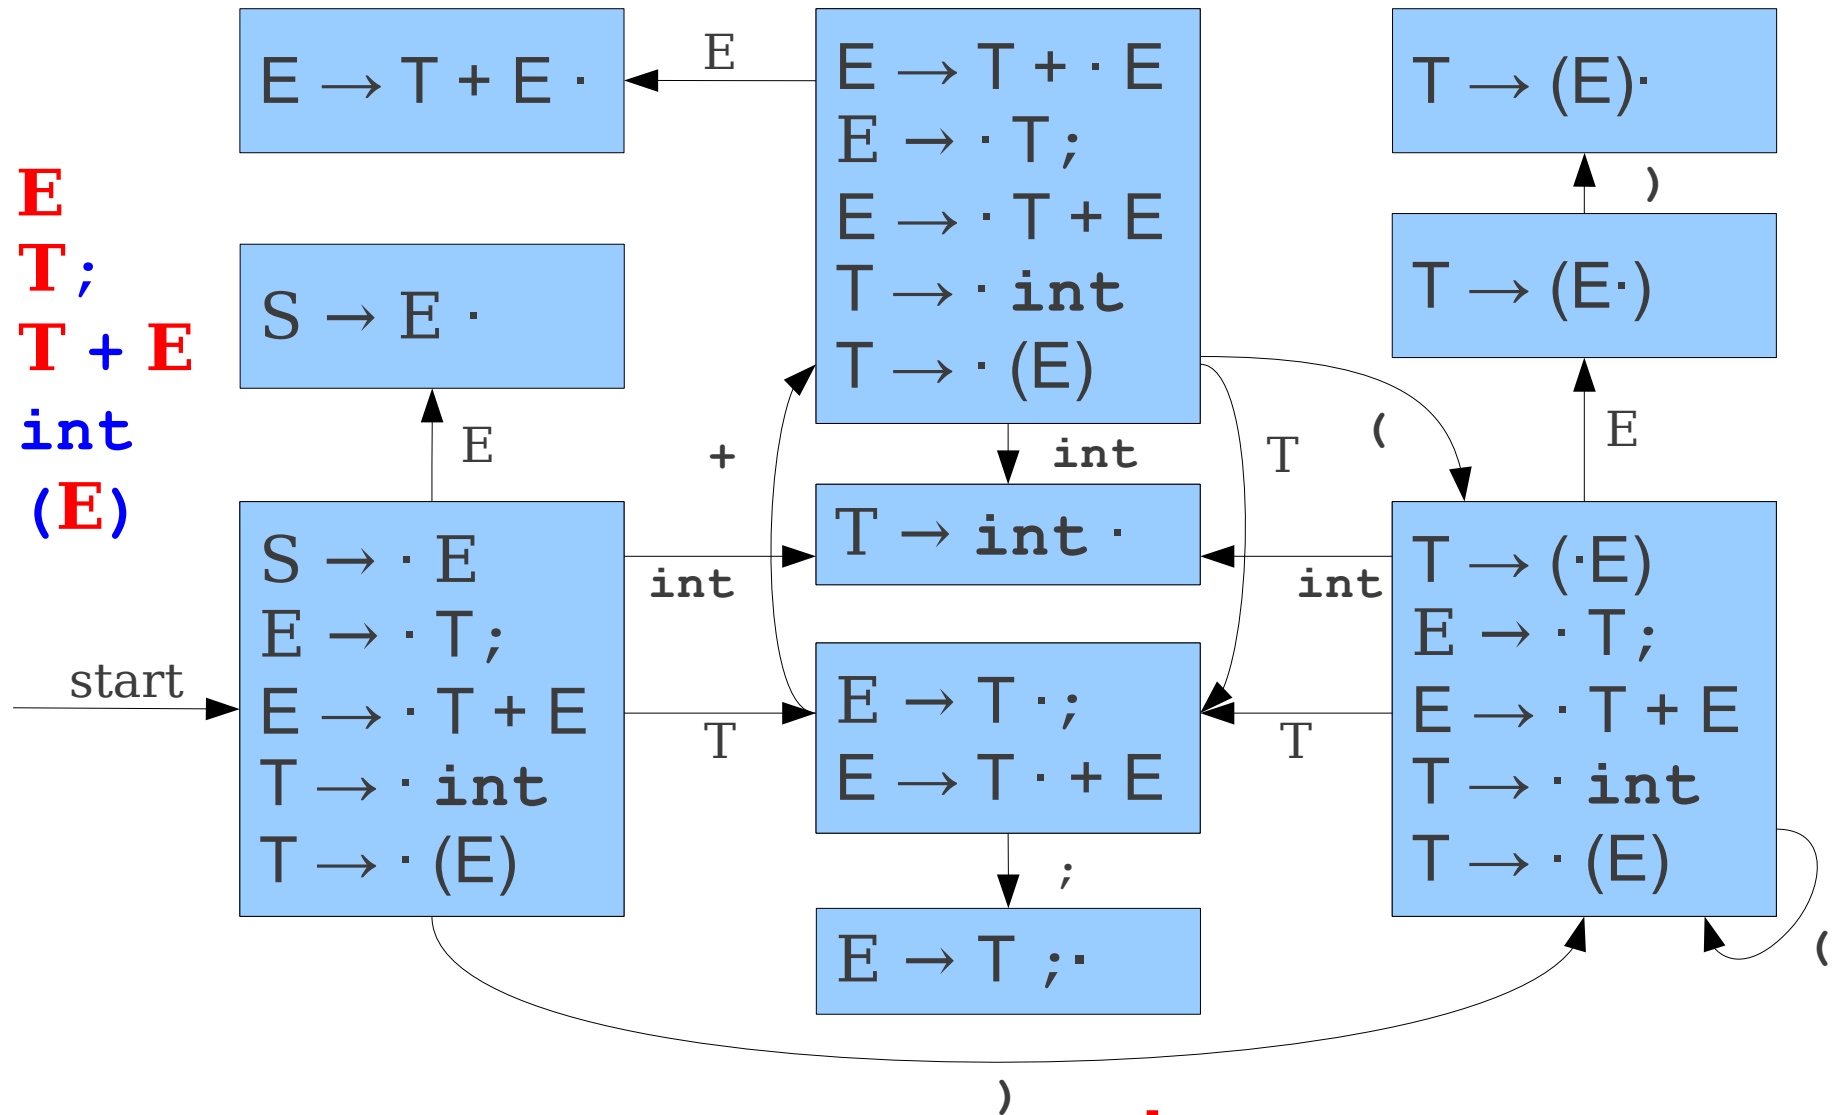 E
T ;
T + E
int
(E)
start
E → T + E ·
E
S → E ·
E
S → · E
E → · T ;
E → · T + E
T → · int
T → · (E)
int
T
+
E → T + · E
E → · T ;
E → · T + E
T → · int
T → · (E)
int
T
(
T → int ·
E → T · ;
E → T · + E
;
E → T ; ·
)
T → (E)·
)
T → (E·)
E
T → (·E)
E → · T ;
E → · T + E
T → · int
T → · (E)
int
T
(